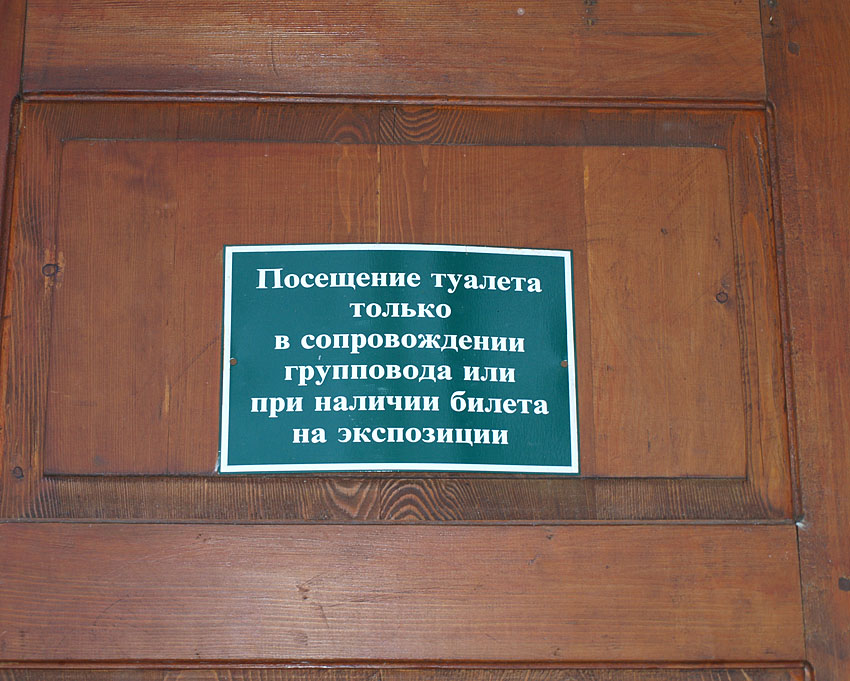 Посещение туалета
только
в сопровождении
групповода или
при наличии билета
на экспозиции